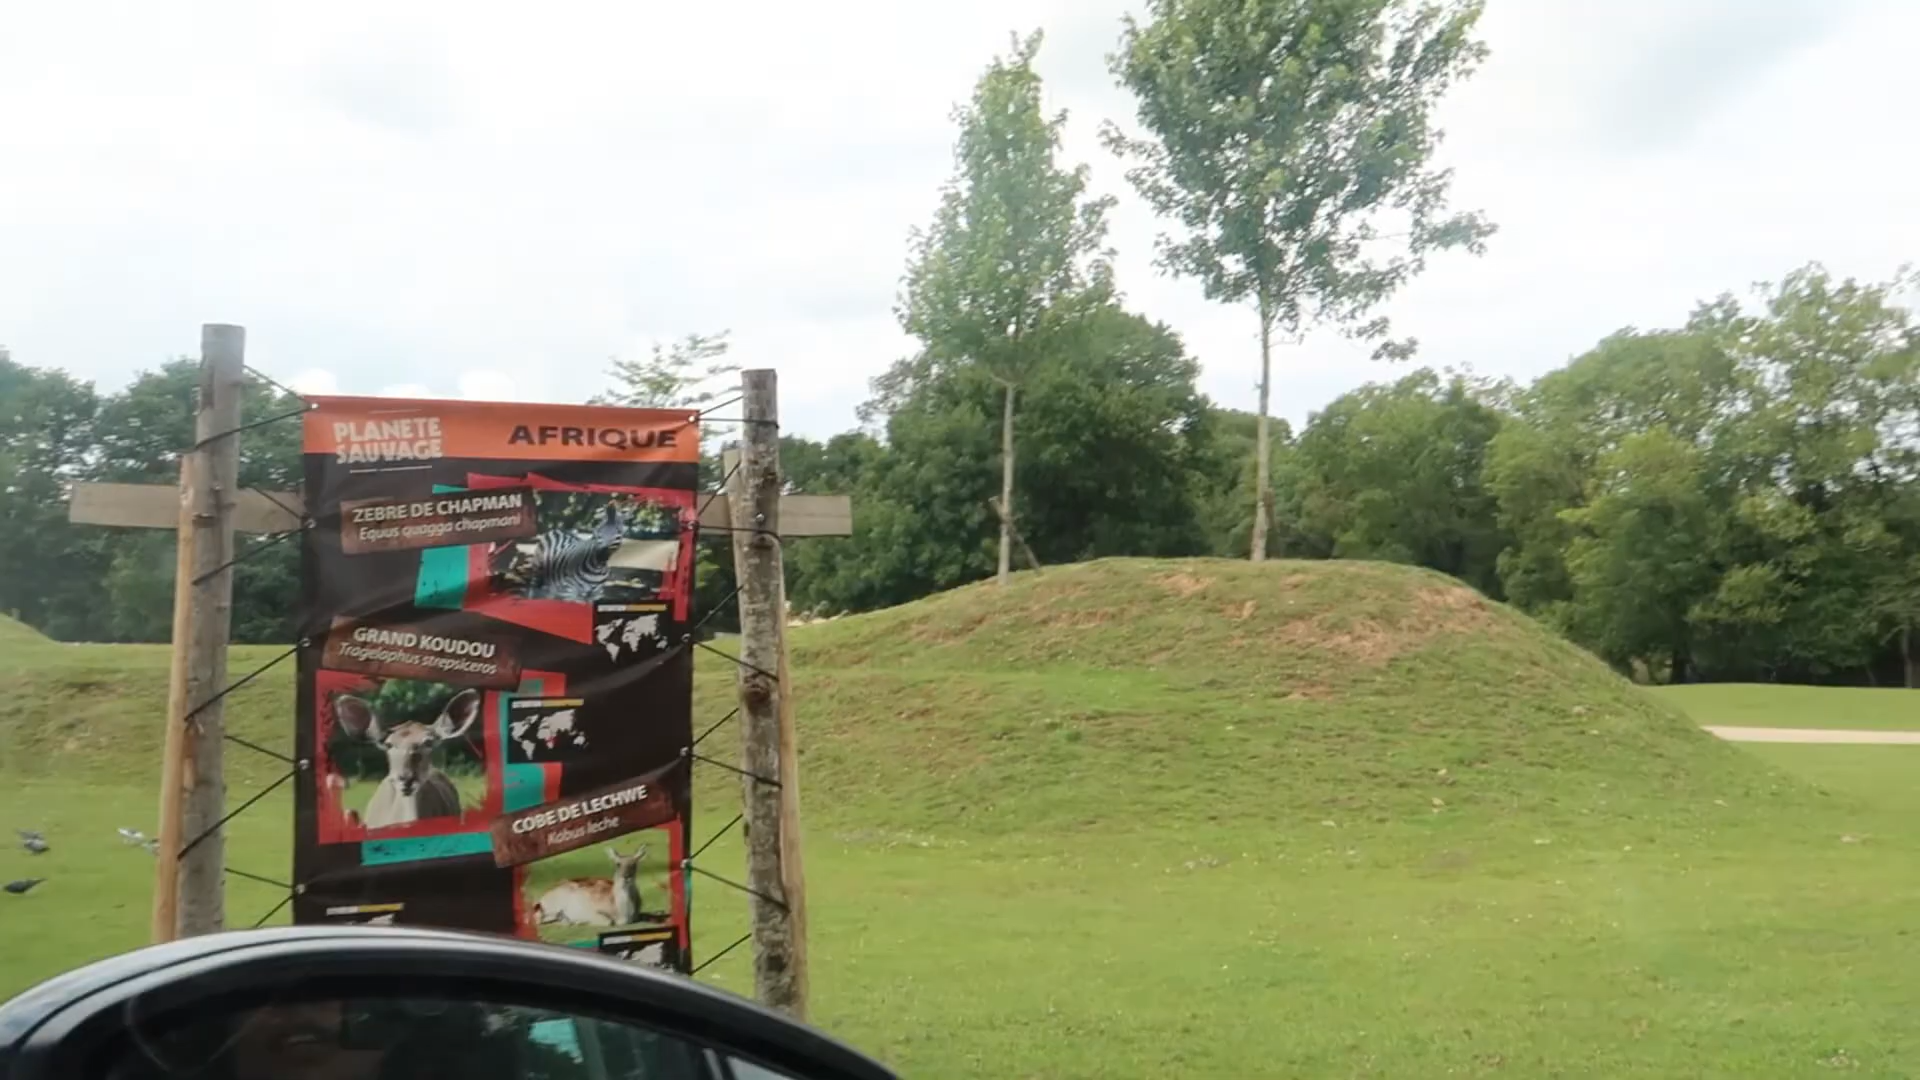 PLANETE
SAUVAGE
AFRIQUE
ZEBRE DE CHAPMAN
Equus quagga chapmani
GRAND KOUDOU
Tragelaphus strepsiceros
COBE DE LECHWE
Kobus leche